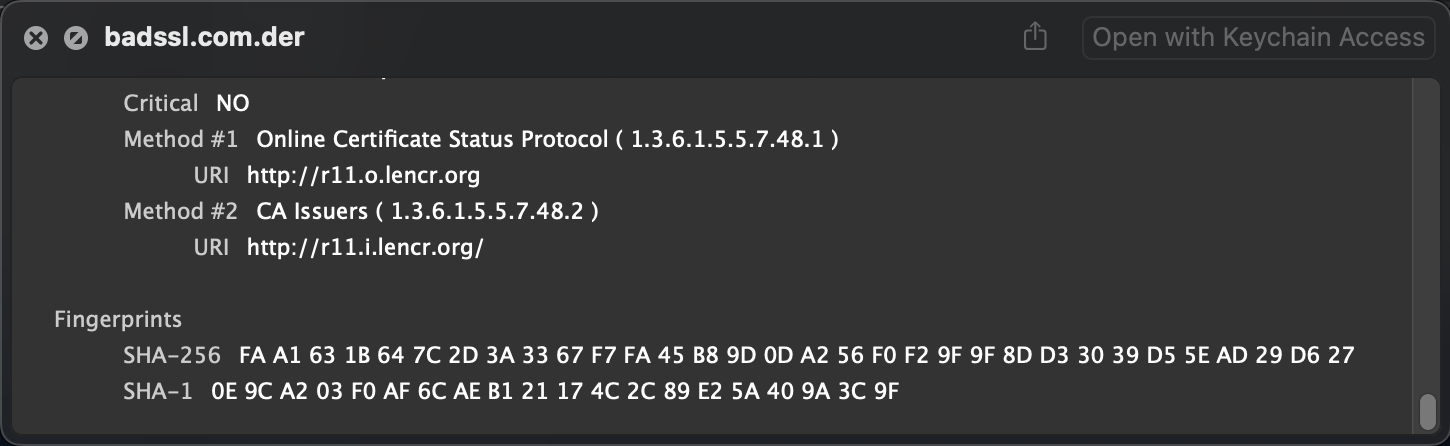 badssl.com.der
Open with Keychain Access
Critical NO
Method #1 Online Certificate Status Protocol ( 1.3.6.1.5.5.7.48.1 )
URI http://r11.o.lencr.org
Method #2 CA Issuers ( 1.3.6.1.5.5.7.48.2 )
URI http://r11.i.lencr.org/
Fingerprints
SHA-256 FA A1 63 1B 64 7C 2D 3A 33 67 F7 FA 45 B8 9D 0D A2 56 F0 F2 9F 9F 8D D3 30 39 D5 5E AD 29 D6 27
SHA-1 0E 9C A2 03 F0 AF 6C AE B1 21 17 4C 2C 89 E2 5A 40 9A 3C 9F